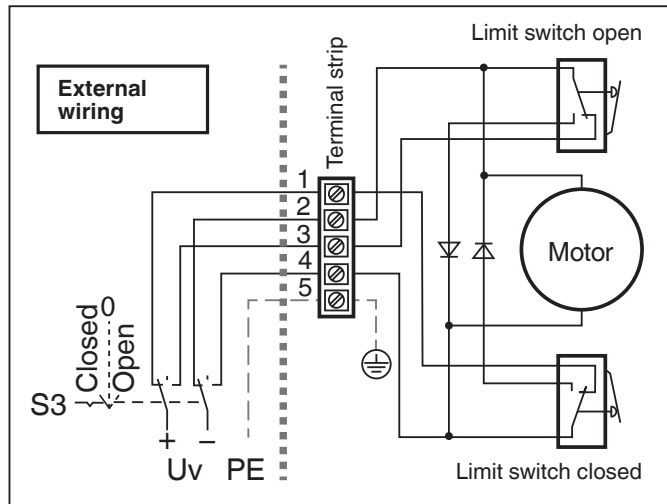 Limit switch open
External
wiring
Terminal strip
1
2
3
4
5
Motor
0
Closed
Open
S3
+ −
Uv PE
Limit switch closed